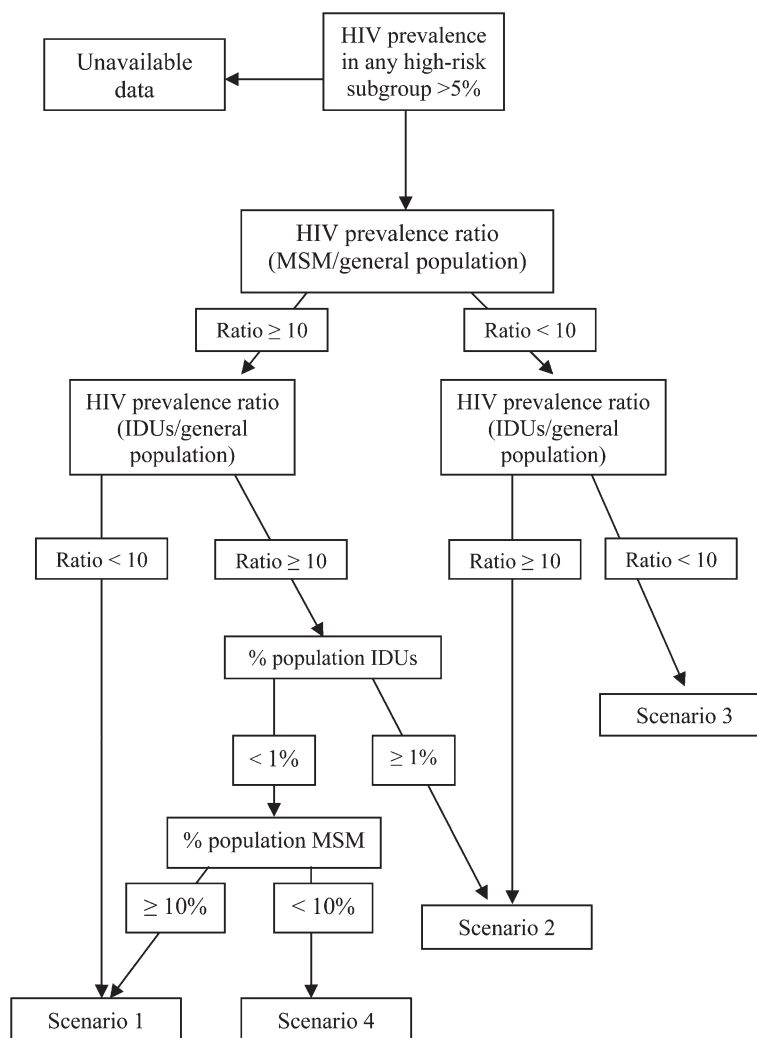 HIV prevalence
in any high-risk
subgroup >5%
Unavailable
data
HIV prevalence ratio
(MSM/general population)
Ratio ≥ 10
Ratio < 10
HIV prevalence ratio
(IDUs/general
population)
HIV prevalence ratio
(IDUs/general
population)
Ratio < 10
Ratio ≥ 10
Ratio ≥ 10
Ratio < 10
% population IDUs
Scenario 3
< 1%
≥ 1%
% population MSM
≥ 10%
< 10%
Scenario 2
Scenario 1
Scenario 4